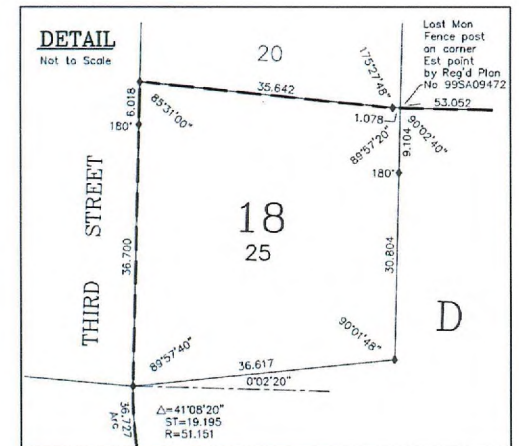 DETAIL
Not to Scale
20
Lost Mon
Fence post
on corner
Est point
by Reg'd Plan
No 99SA09472
175°27'48"
35.642
53.052
1.078
6.018
85°31'00"
180°
89°57'20"
90°02'40"
9.104
180°
THIRD STREET
36.700
18
25
30.804
D
89°57'40"
36.617
90°01'48"
0°02'20"
36.727
Arc
△=41°08'20"
ST=19.195
R=51.151